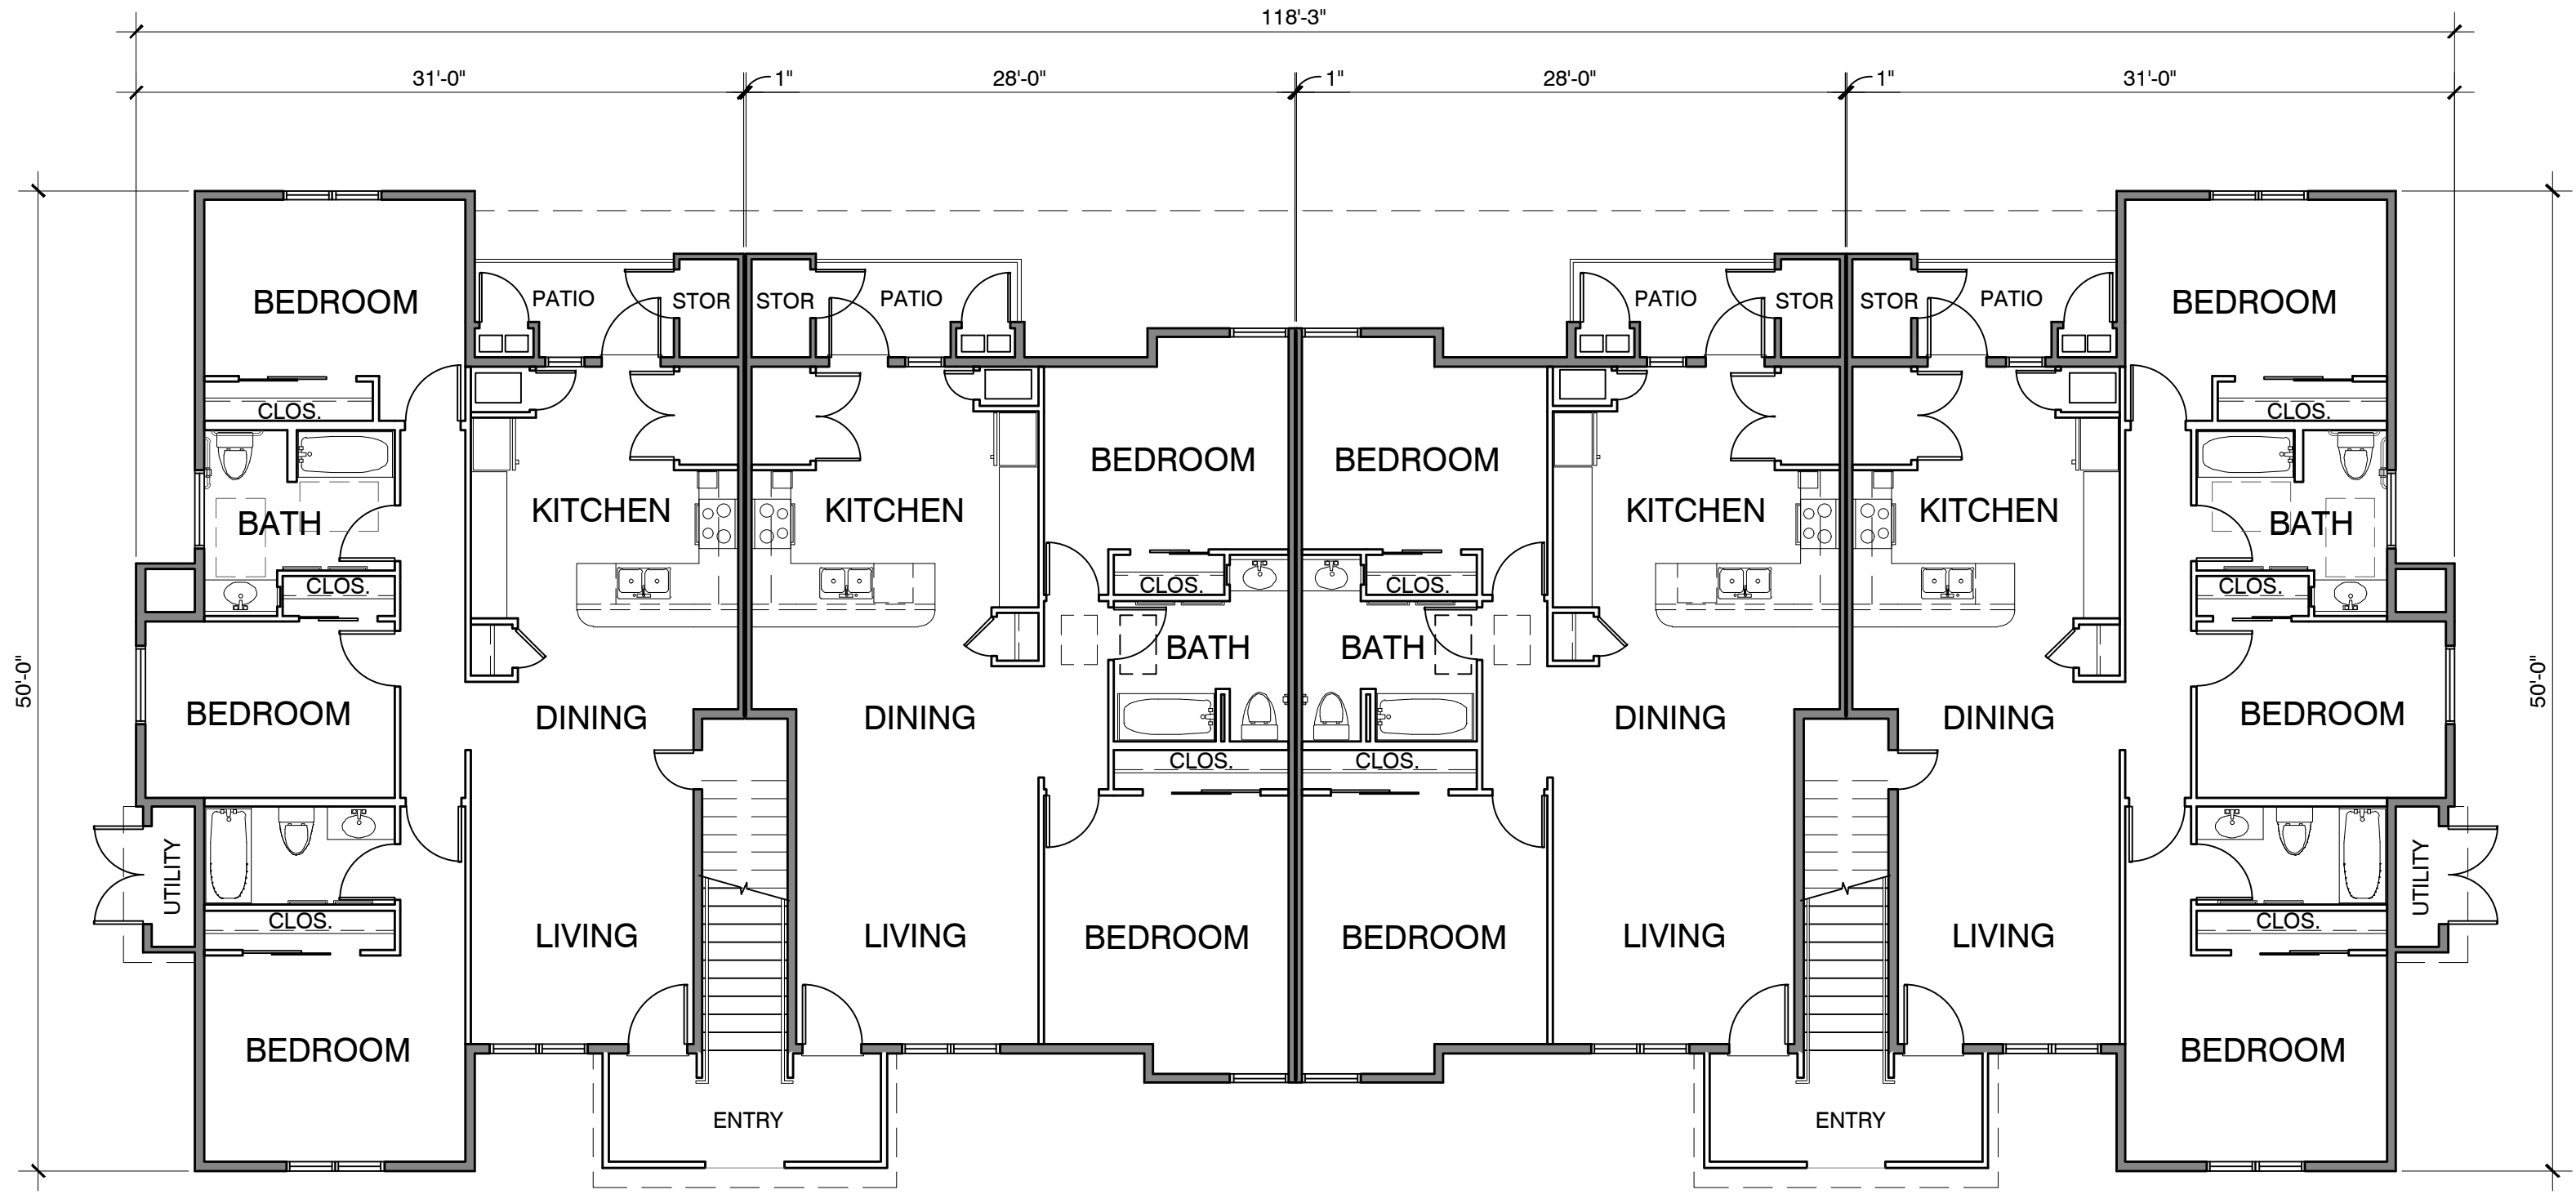 118'-3"
31'-0" 1" 28'-0" 1" 28'-0" 1" 31'-0"
BEDROOM PATIO STOR STOR PATIO PATIO STOR STOR PATIO BEDROOM
CLOS. CLOS.
BEDROOM BEDROOM
KITCHEN KITCHEN KITCHEN KITCHEN
BATH BATH
CLOS. CLOS. CLOS. CLOS.
BATH BATH
50'-0" BEDROOM DINING DINING DINING DINING BEDROOM 50'-0"
CLOS. CLOS.
UTILITY UTILITY
CLOS. CLOS.
LIVING LIVING BEDROOM BEDROOM LIVING LIVING
BEDROOM BEDROOM
ENTRY ENTRY